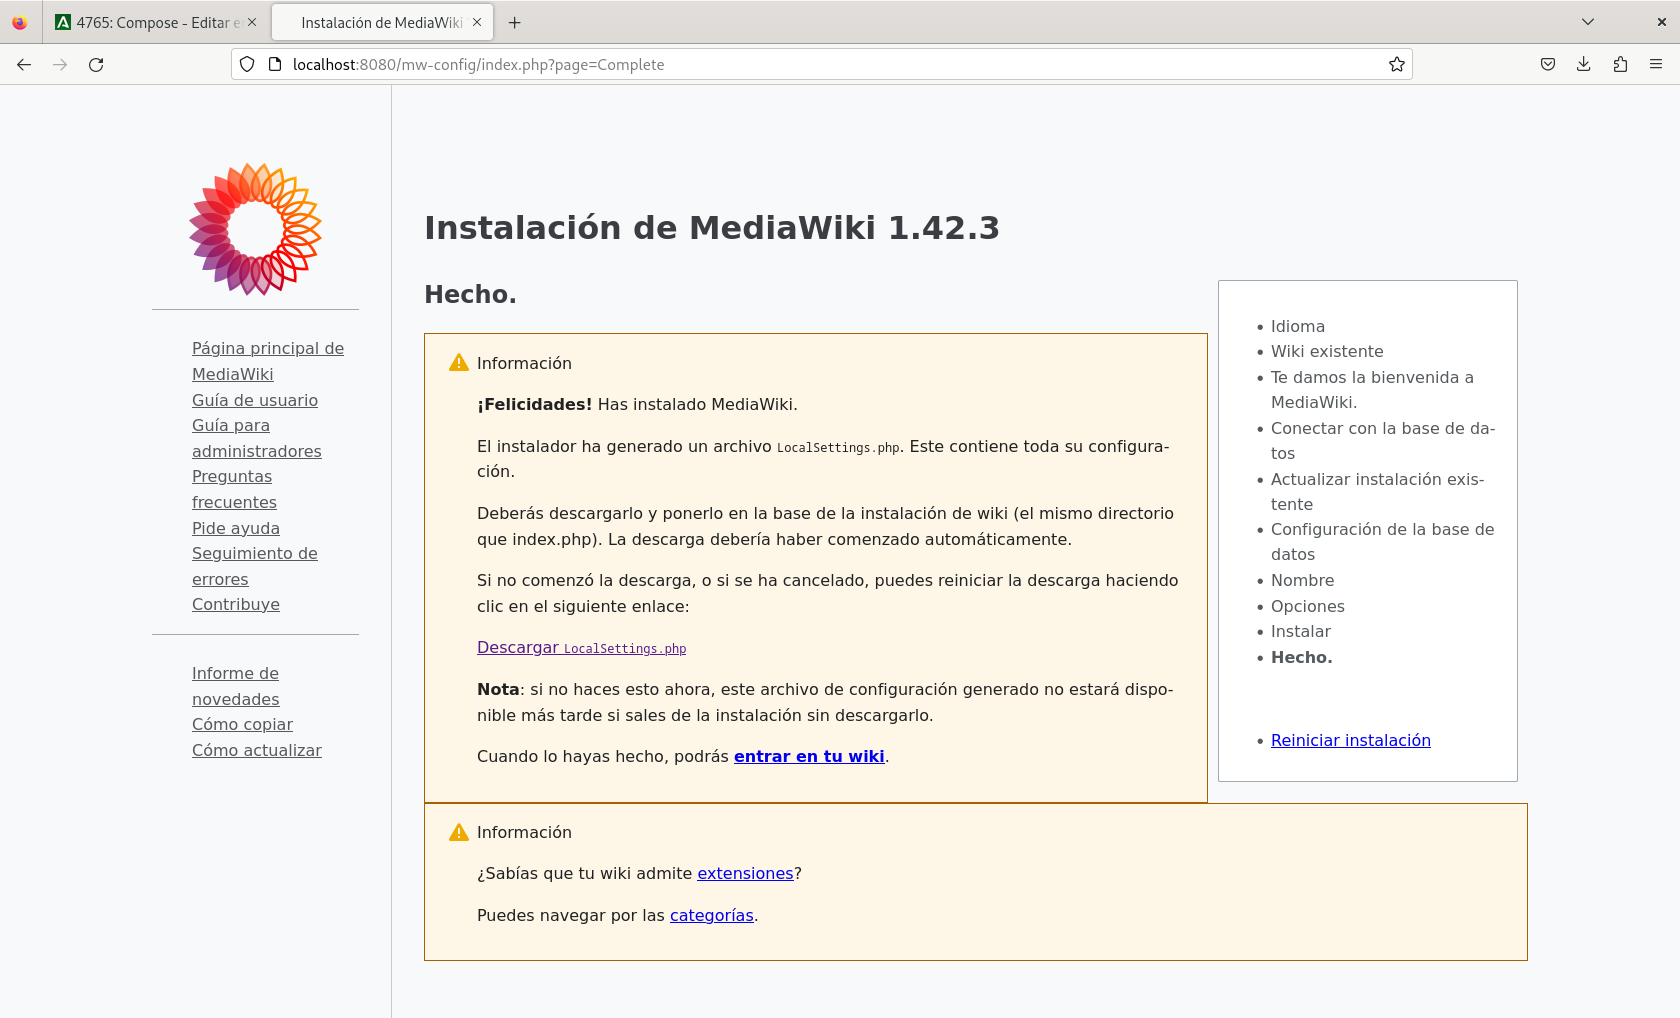 4765: Compose - Editar e
Instalación de MediaWiki
localhost:8080/mw-config/index.php?page=Complete
Página principal de
MediaWiki
Guía de usuario
Guía para
administradores
Preguntas
frecuentes
Pide ayuda
Seguimiento de
errores
Contribuye
Informe de
novedades
Cómo copiar
Cómo actualizar
Instalación de MediaWiki 1.42.3
Hecho.
Información
¡Felicidades! Has instalado MediaWiki.
El instalador ha generado un archivo LocalSettings.php. Este contiene toda su configura-
ción.
Deberás descargarlo y ponerlo en la base de la instalación de wiki (el mismo directorio
que index.php). La descarga debería haber comenzado automáticamente.
Si no comenzó la descarga, o si se ha cancelado, puedes reiniciar la descarga haciendo
clic en el siguiente enlace:
Descargar LocalSettings.php
Nota: si no haces esto ahora, este archivo de configuración generado no estará dispo-
nible más tarde si sales de la instalación sin descargarlo.
Cuando lo hayas hecho, podrás entrar en tu wiki.
Información
¿Sabías que tu wiki admite extensiones?
Puedes navegar por las categorías.
• Idioma
• Wiki existente
• Te damos la bienvenida a
MediaWiki.
• Conectar con la base de da-
tos
• Actualizar instalación exis-
tente
• Configuración de la base de
datos
• Nombre
• Opciones
• Instalar
• Hecho.
• Reiniciar instalación